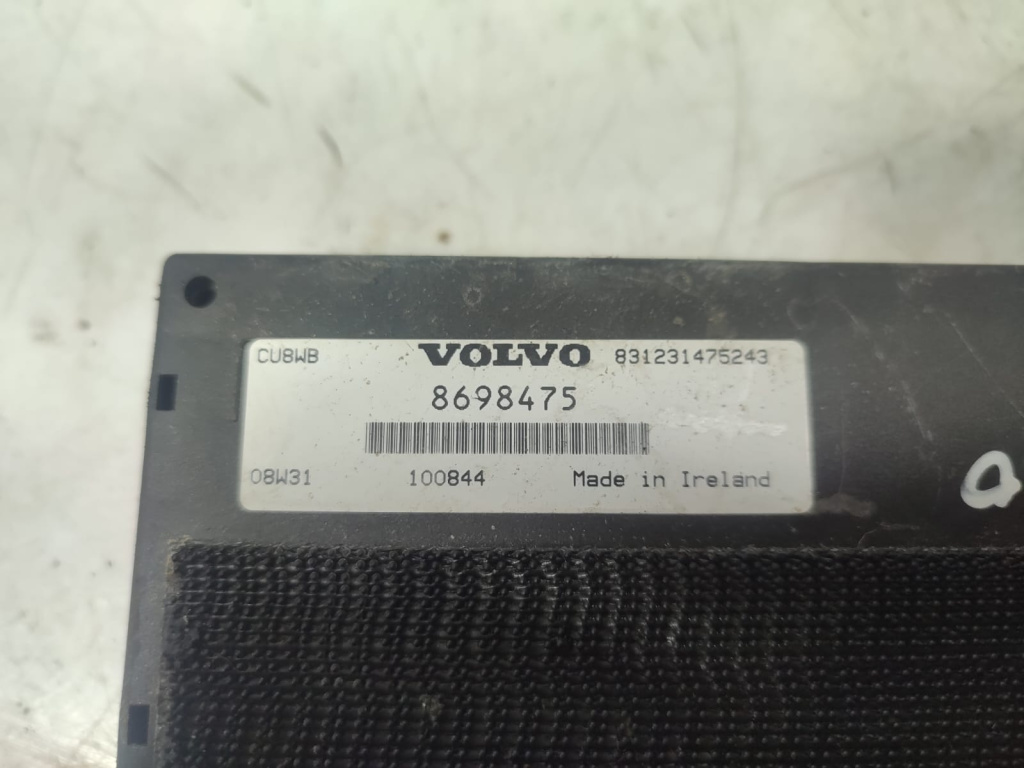 CU8WB VOLVO 831231475243
8698475
08W31 100844 Made in Ireland